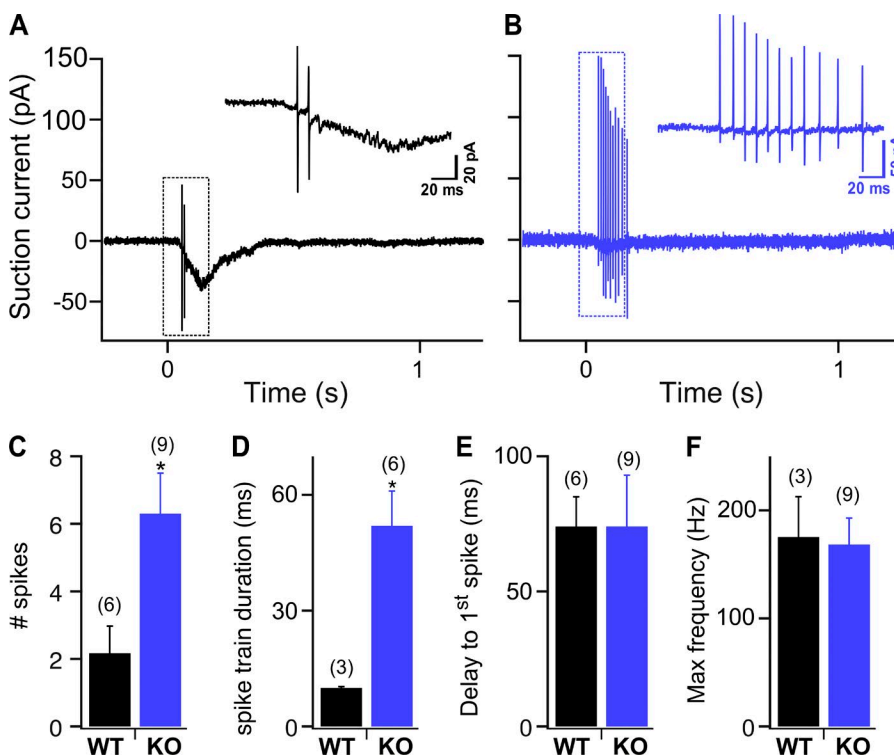 A
B
Suction current (pA)
150
100
50
0
-50
0
1
Time (s)
20 pA
20 ms
0
1
Time (s)
20 ms
C
# spikes
8
6
4
2
0
(6)
(9)
*
WT
KO
D
spike train duration (ms)
60
30
0
(3)
(6)
*
WT
KO
E
Delay to 1st spike (ms)
100
50
0
(6)
(9)
WT
KO
F
Max frequency (Hz)
200
100
0
(3)
(9)
WT
KO